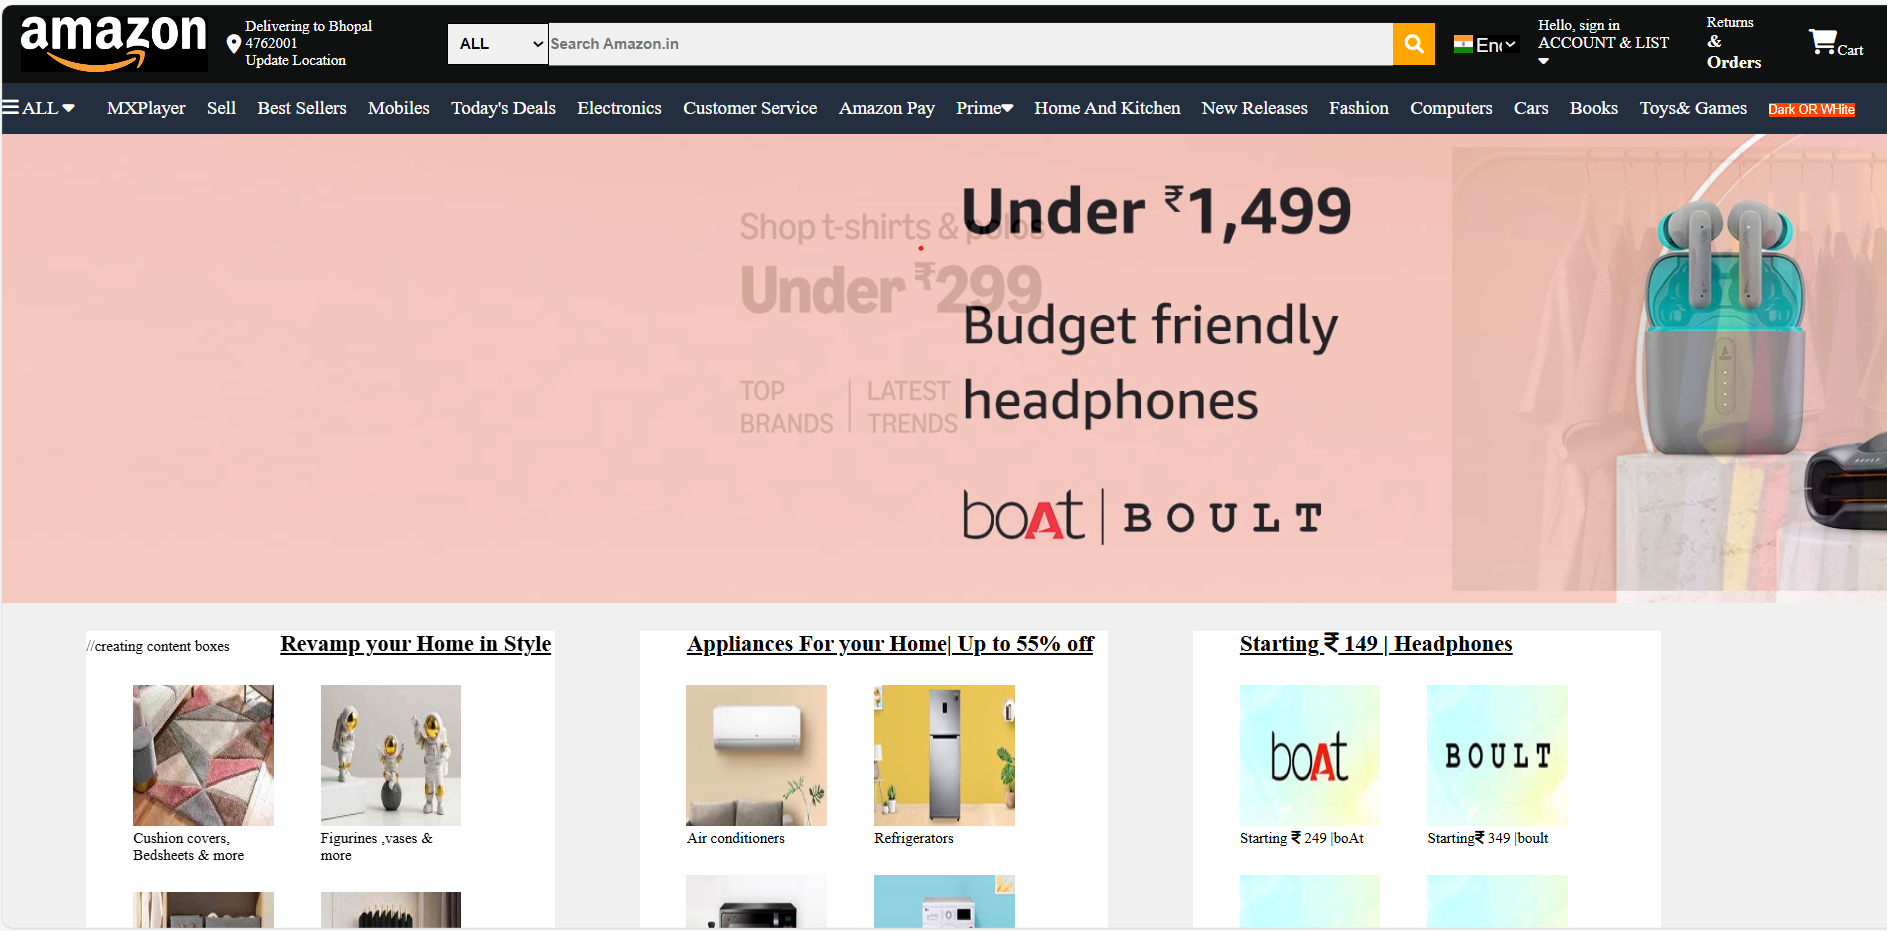 amazon
Delivering to Bhopal
4762001
Update Location
ALL
Search Amazon.in
Hello, sign in
ACCOUNT & LIST
Returns
&
Orders
Cart
ALL MXPlayer Sell Best Sellers Mobiles Today's Deals Electronics Customer Service Amazon Pay Prime Home And Kitchen New Releases Fashion Computers Cars Books Toys& Games Dark OR WHite
Under ₹1,499
Budget friendly
headphones
boAt | BOULT
Shop t-shirts & polos
Under ₹299
TOP
BRANDS
LATEST
TRENDS
//creating content boxes
Revamp your Home in Style
Cushion covers,
Bedsheets & more
Figurines ,vases &
more
Appliances For your Home| Up to 55% off
Air conditioners
Refrigerators
Starting ₹ 149 | Headphones
boAt
BOULT
Starting ₹ 249 |boAt
Starting₹ 349 |boult